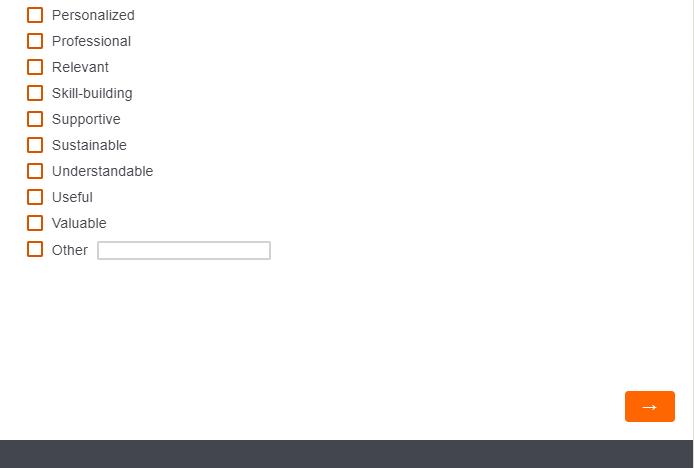 Personalized
Professional
Relevant
Skill-building
Supportive
Sustainable
Understandable
Useful
Valuable
Other
→